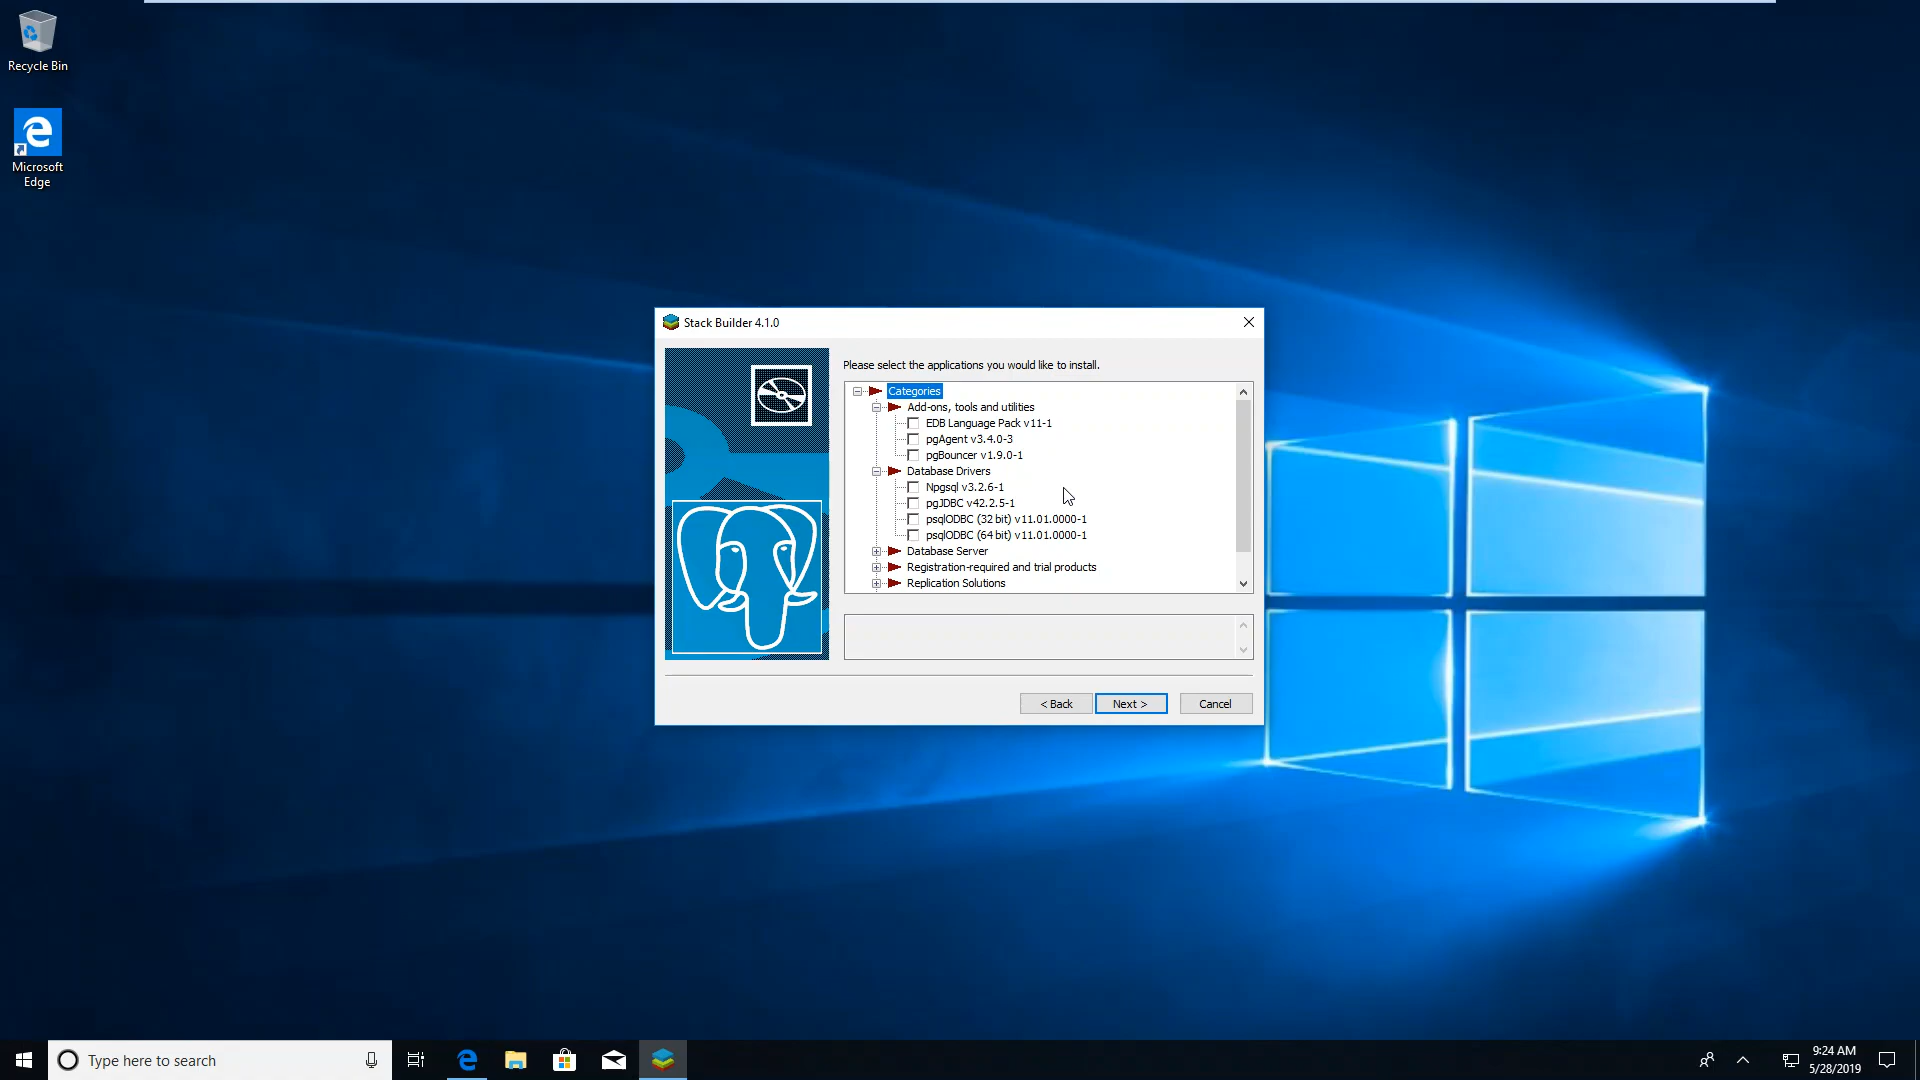 Recycle Bin
Microsoft
Edge
Stack Builder 4.1.0
Please select the applications you would like to install.
Categories
Add-ons, tools and utilities
EDB Language Pack v11-1
pgAgent v3.4.0-3
pgBouncer v1.9.0-1
Database Drivers
Npgsql v3.2.6-1
pgJDBC v42.2.5-1
psqlODBC (32 bit) v11.01.0000-1
psqlODBC (64 bit) v11.01.0000-1
Database Server
Registration-required and trial products
Replication Solutions
< Back
Next >
Cancel
Type here to search
9:24 AM
5/28/2019